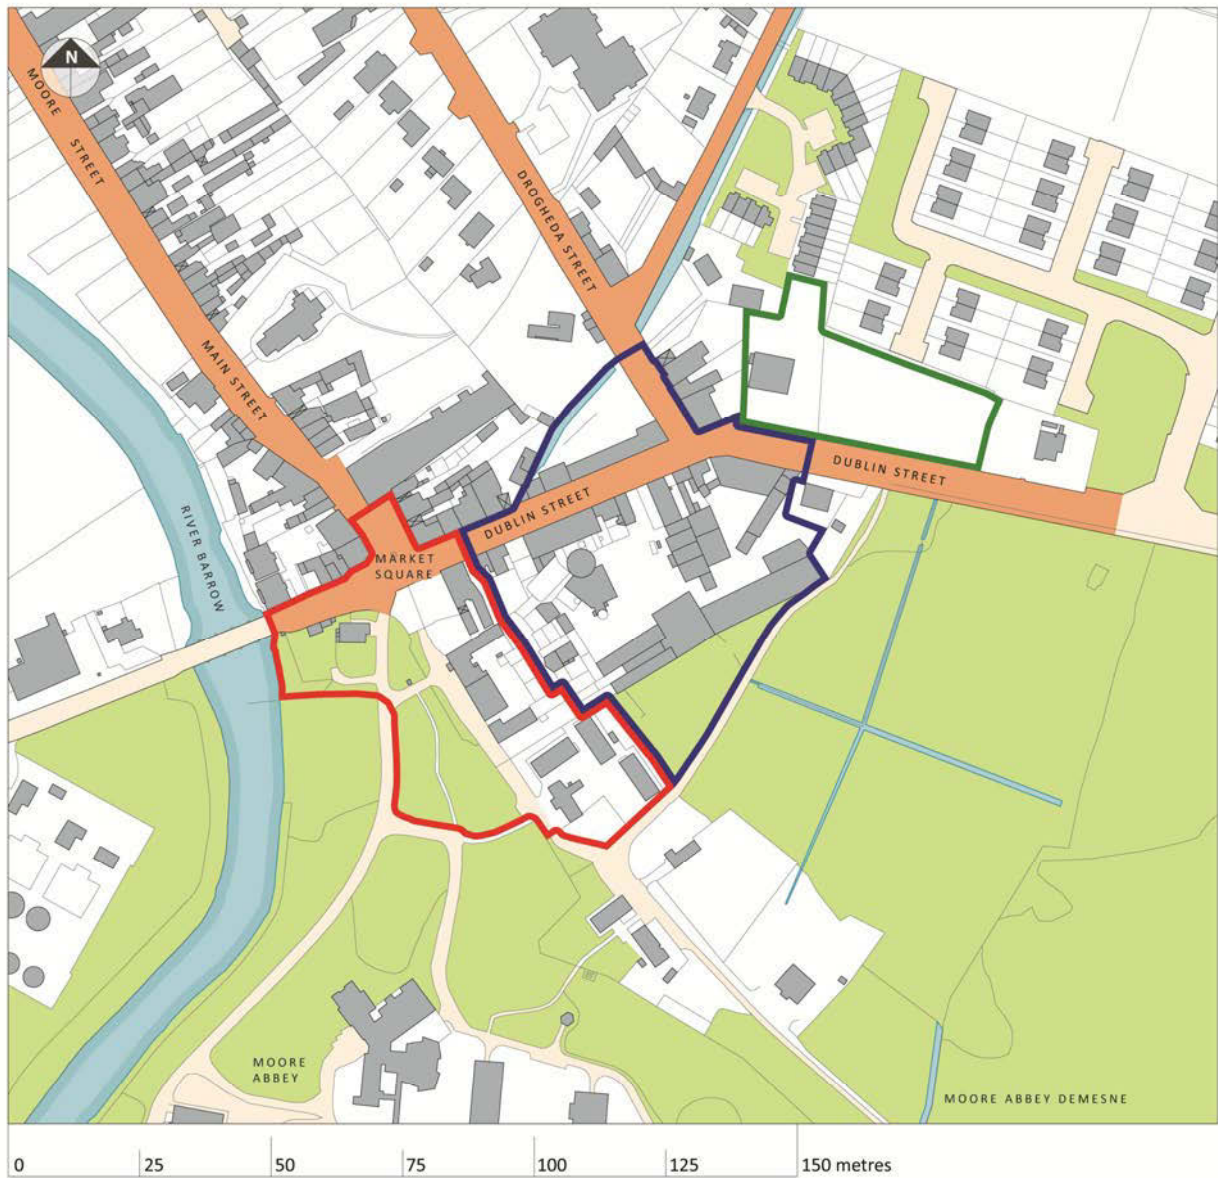 N
MOORE STREET
DROGHEDA STREET
MAIN STREET
RIVER BARROW
MARKET
SQUARE
DUBLIN STREET
DUBLIN STREET
MOORE
ABBEY
MOORE ABBEY DEMESNE
0 25 50 75 100 125 150 metres